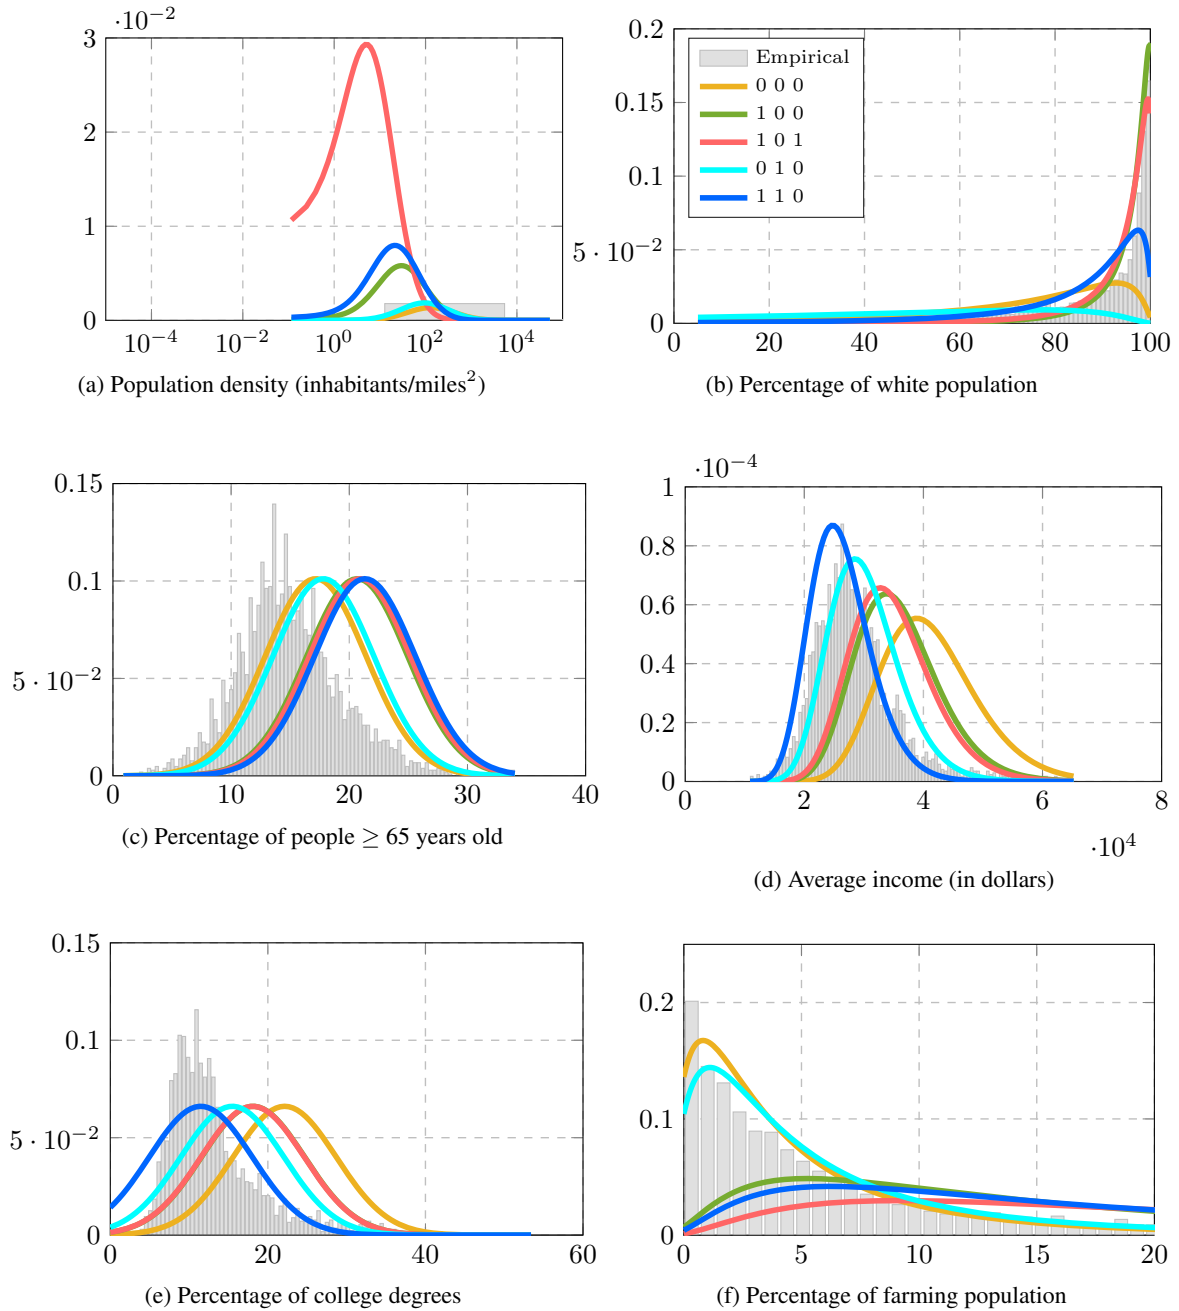 ·10⁻²
3
2
1
0
10⁻⁴ 10⁻² 10⁰ 10² 10⁴
(a) Population density (inhabitants/miles²)
0.2
0.15
0.1
5 · 10⁻²
0
Empirical
0 0 0
1 0 0
1 0 1
0 1 0
1 1 0
0 20 40 60 80 100
(b) Percentage of white population
0.15
0.1
5 · 10⁻²
0
0 10 20 30 40
(c) Percentage of people ≥ 65 years old
·10⁻⁴
1
0.8
0.6
0.4
0.2
0
0 2 4 6 8
·10⁴
(d) Average income (in dollars)
0.15
0.1
5 · 10⁻²
0
0 20 40 60
(e) Percentage of college degrees
0.2
0.1
0
0 5 10 15 20
(f) Percentage of farming population